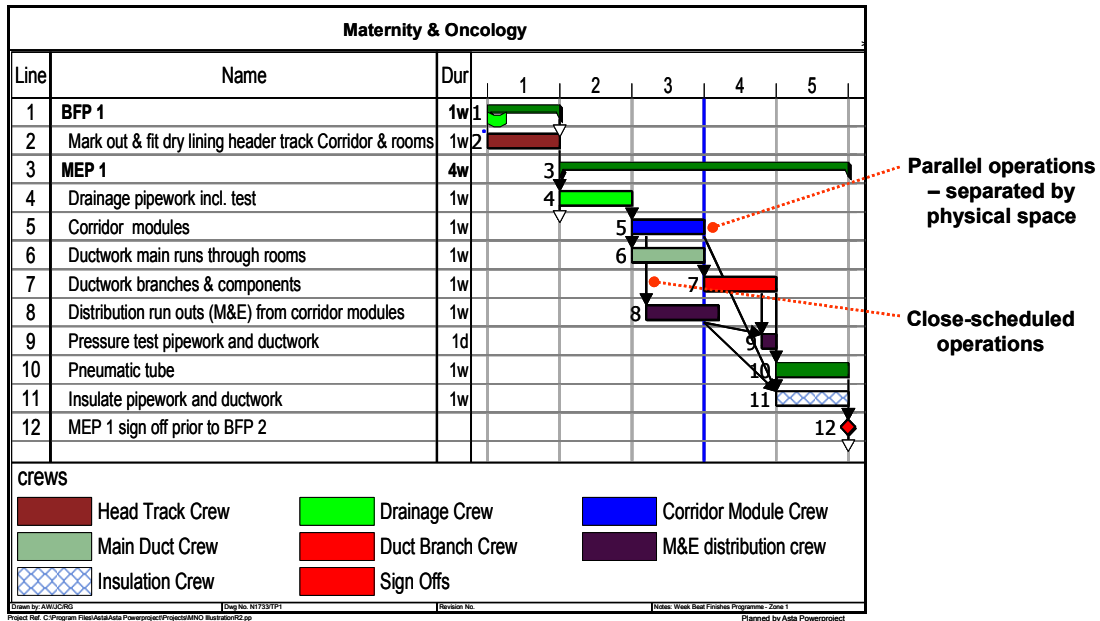 Maternity & Oncology
Line Name Dur 1 2 3 4 5
1 BFP 1 1w 1
2 Mark out & fit dry lining header track Corridor & rooms 1w 2
3 MEP 1 4w 3
4 Drainage pipework incl. test 1w 4
5 Corridor modules 1w 5
6 Ductwork main runs through rooms 1w 6
7 Ductwork branches & components 1w 7
8 Distribution run outs (M&E) from corridor modules 1w 8
9 Pressure test pipework and ductwork 1d 9
10 Pneumatic tube 1w 10
11 Insulate pipework and ductwork 1w 11
12 MEP 1 sign off prior to BFP 2 12
Parallel operations
– separated by
physical space
Close-scheduled
operations
crews
Head Track Crew Drainage Crew Corridor Module Crew
Main Duct Crew Duct Branch Crew M&E distribution crew
Insulation Crew Sign Offs
Drawn by: AW/JC/RG Dwg No. N1733/TP1 Revision No. Notes: Week Beat Finishes Programme - Zone 1
Project Ref. C:\Program Files\Asta\Asta Powerproject\Projects\MNO IllustrationR2.pp Planned by Asta Powerproject